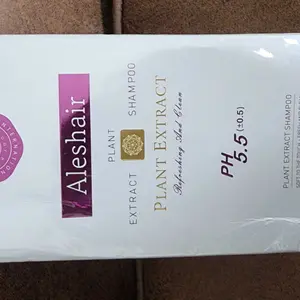 Aleshair
PLANT
EXTRACT SHAMPOO
PLANT EXTRACT
Refreshing And Clean
PH
5.5 (±0.5)
PLANT EXTRACT SHAMPOO